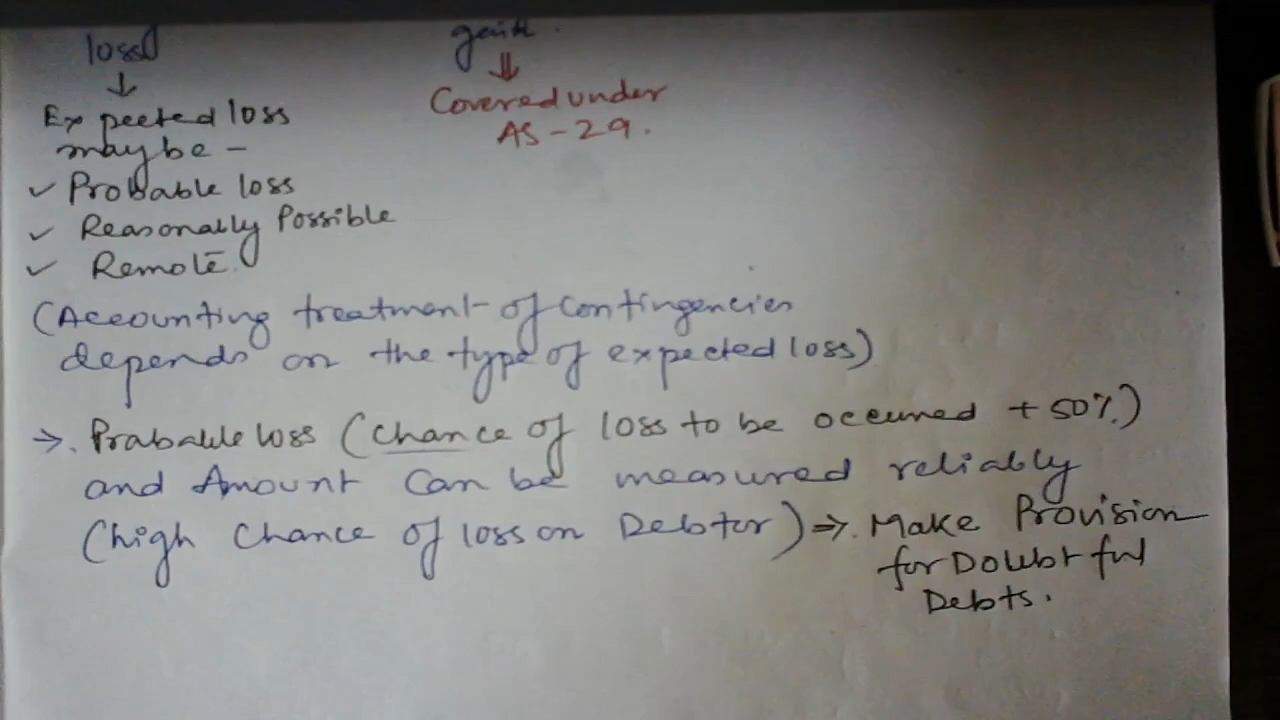 loss
gain.
↓
⇓
Expected loss
may be -
Covered under
AS-29.
✓ Probable loss
✓ Reasonally Possible
✓ Remote.
(Accounting treatment of contingencies
depends on the type of expected loss)
→. Probable loss (chance of loss to be occurred + 50%)
and Amount can be measured reliably
(high chance of loss on Debtor) ⇒. Make Provision
for Doubtful
Debts.